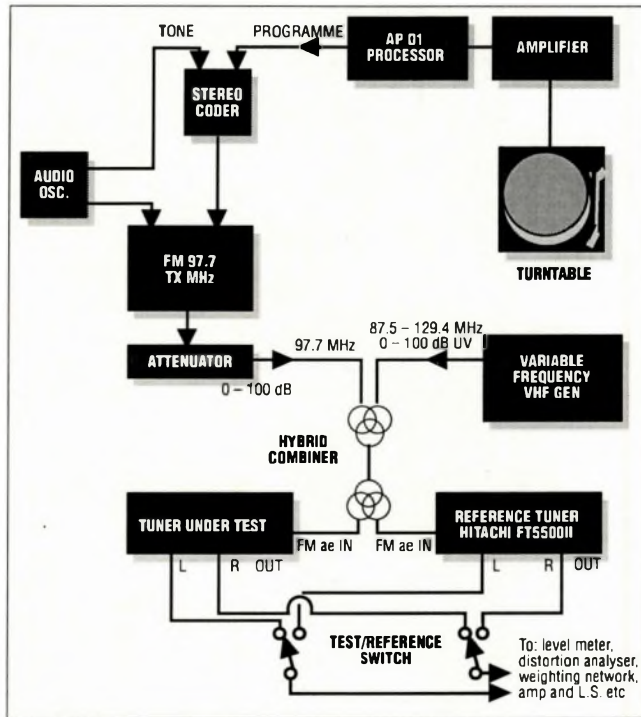 TONE
PROGRAMME
AP 01
PROCESSOR
AMPLIFIER
STEREO
CODER
AUDIO
OSC.
TURNTABLE
FM 97.7
TX MHz
ATTENUATOR
0 – 100 dB
97.7 MHz
87.5 – 129.4 MHz
0 – 100 dB UV
VARIABLE
FREQUENCY
VHF GEN
HYBRID
COMBINER
TUNER UNDER TEST
FM ae IN
FM ae IN
REFERENCE TUNER
HITACHI FT5500II
L R OUT
L R OUT
TEST/REFERENCE
SWITCH
To: level meter,
distortion analyser,
weighting network,
amp and L.S. etc